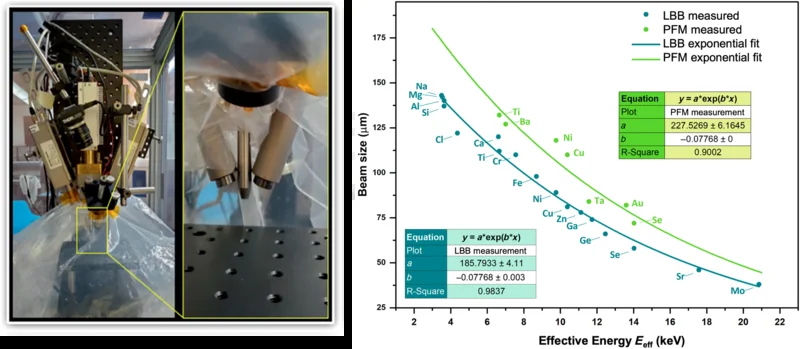 LBB measured
PFM measured
LBB exponential fit
PFM exponential fit
175
150
125
100
75
50
25
Beam size (μm)
Na
Mg
Al
Si
Cl
Ca
Ti
Cr
Fe
Ni
Cu
Zn
Ga
Ge
Se
Sr
Mo
Ti
Ba
Ni
Cu
Ta
Au
Se
Equation y = a*exp(b*x)
Plot PFM measurement
a 227.5269 ± 6.1645
b –0.07768 ± 0
R-Square 0.9002
Equation y = a*exp(b*x)
Plot LBB measurement
a 185.7933 ± 4.11
b –0.07768 ± 0.003
R-Square 0.9837
2 4 6 8 10 12 14 16 18 20 22
Effective Energy Eeff (keV)